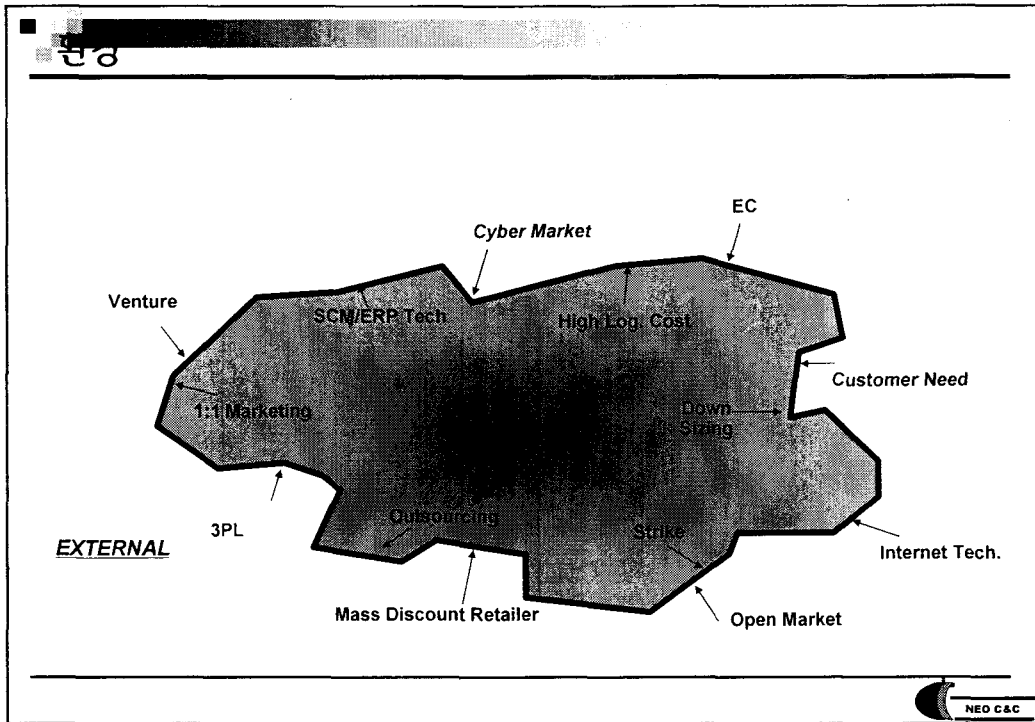 환경
EC
Cyber Market
Venture
SCM/ERP Tech
High Log. Cost
Customer Need
1:1 Marketing
Down
Sizing
3PL
Outsourcing
Strike
EXTERNAL
Internet Tech.
Mass Discount Retailer
Open Market
NEO C&C